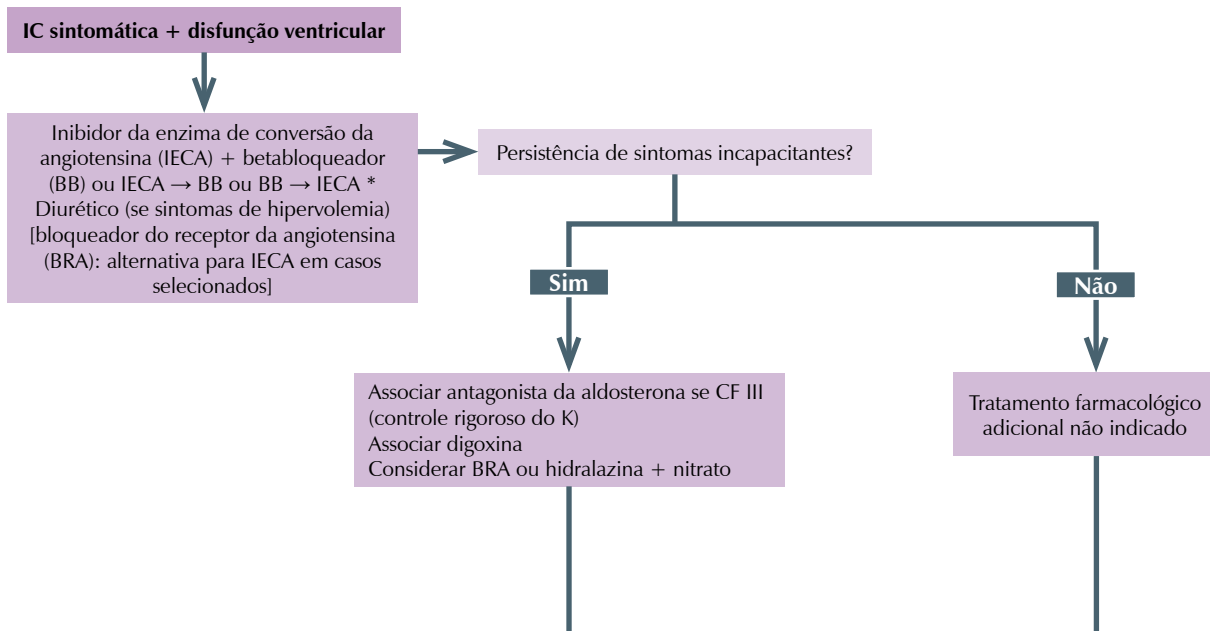 IC sintomática + disfunção ventricular
Inibidor da enzima de conversão da
angiotensina (IECA) + betabloqueador
(BB) ou IECA → BB ou BB → IECA *
Diurético (se sintomas de hipervolemia)
[bloqueador do receptor da angiotensina
(BRA): alternativa para IECA em casos
selecionados]
Persistência de sintomas incapacitantes?
Sim
Não
Associar antagonista da aldosterona se CF III
(controle rigoroso do K)
Associar digoxina
Considerar BRA ou hidralazina + nitrato
Tratamento farmacológico
adicional não indicado